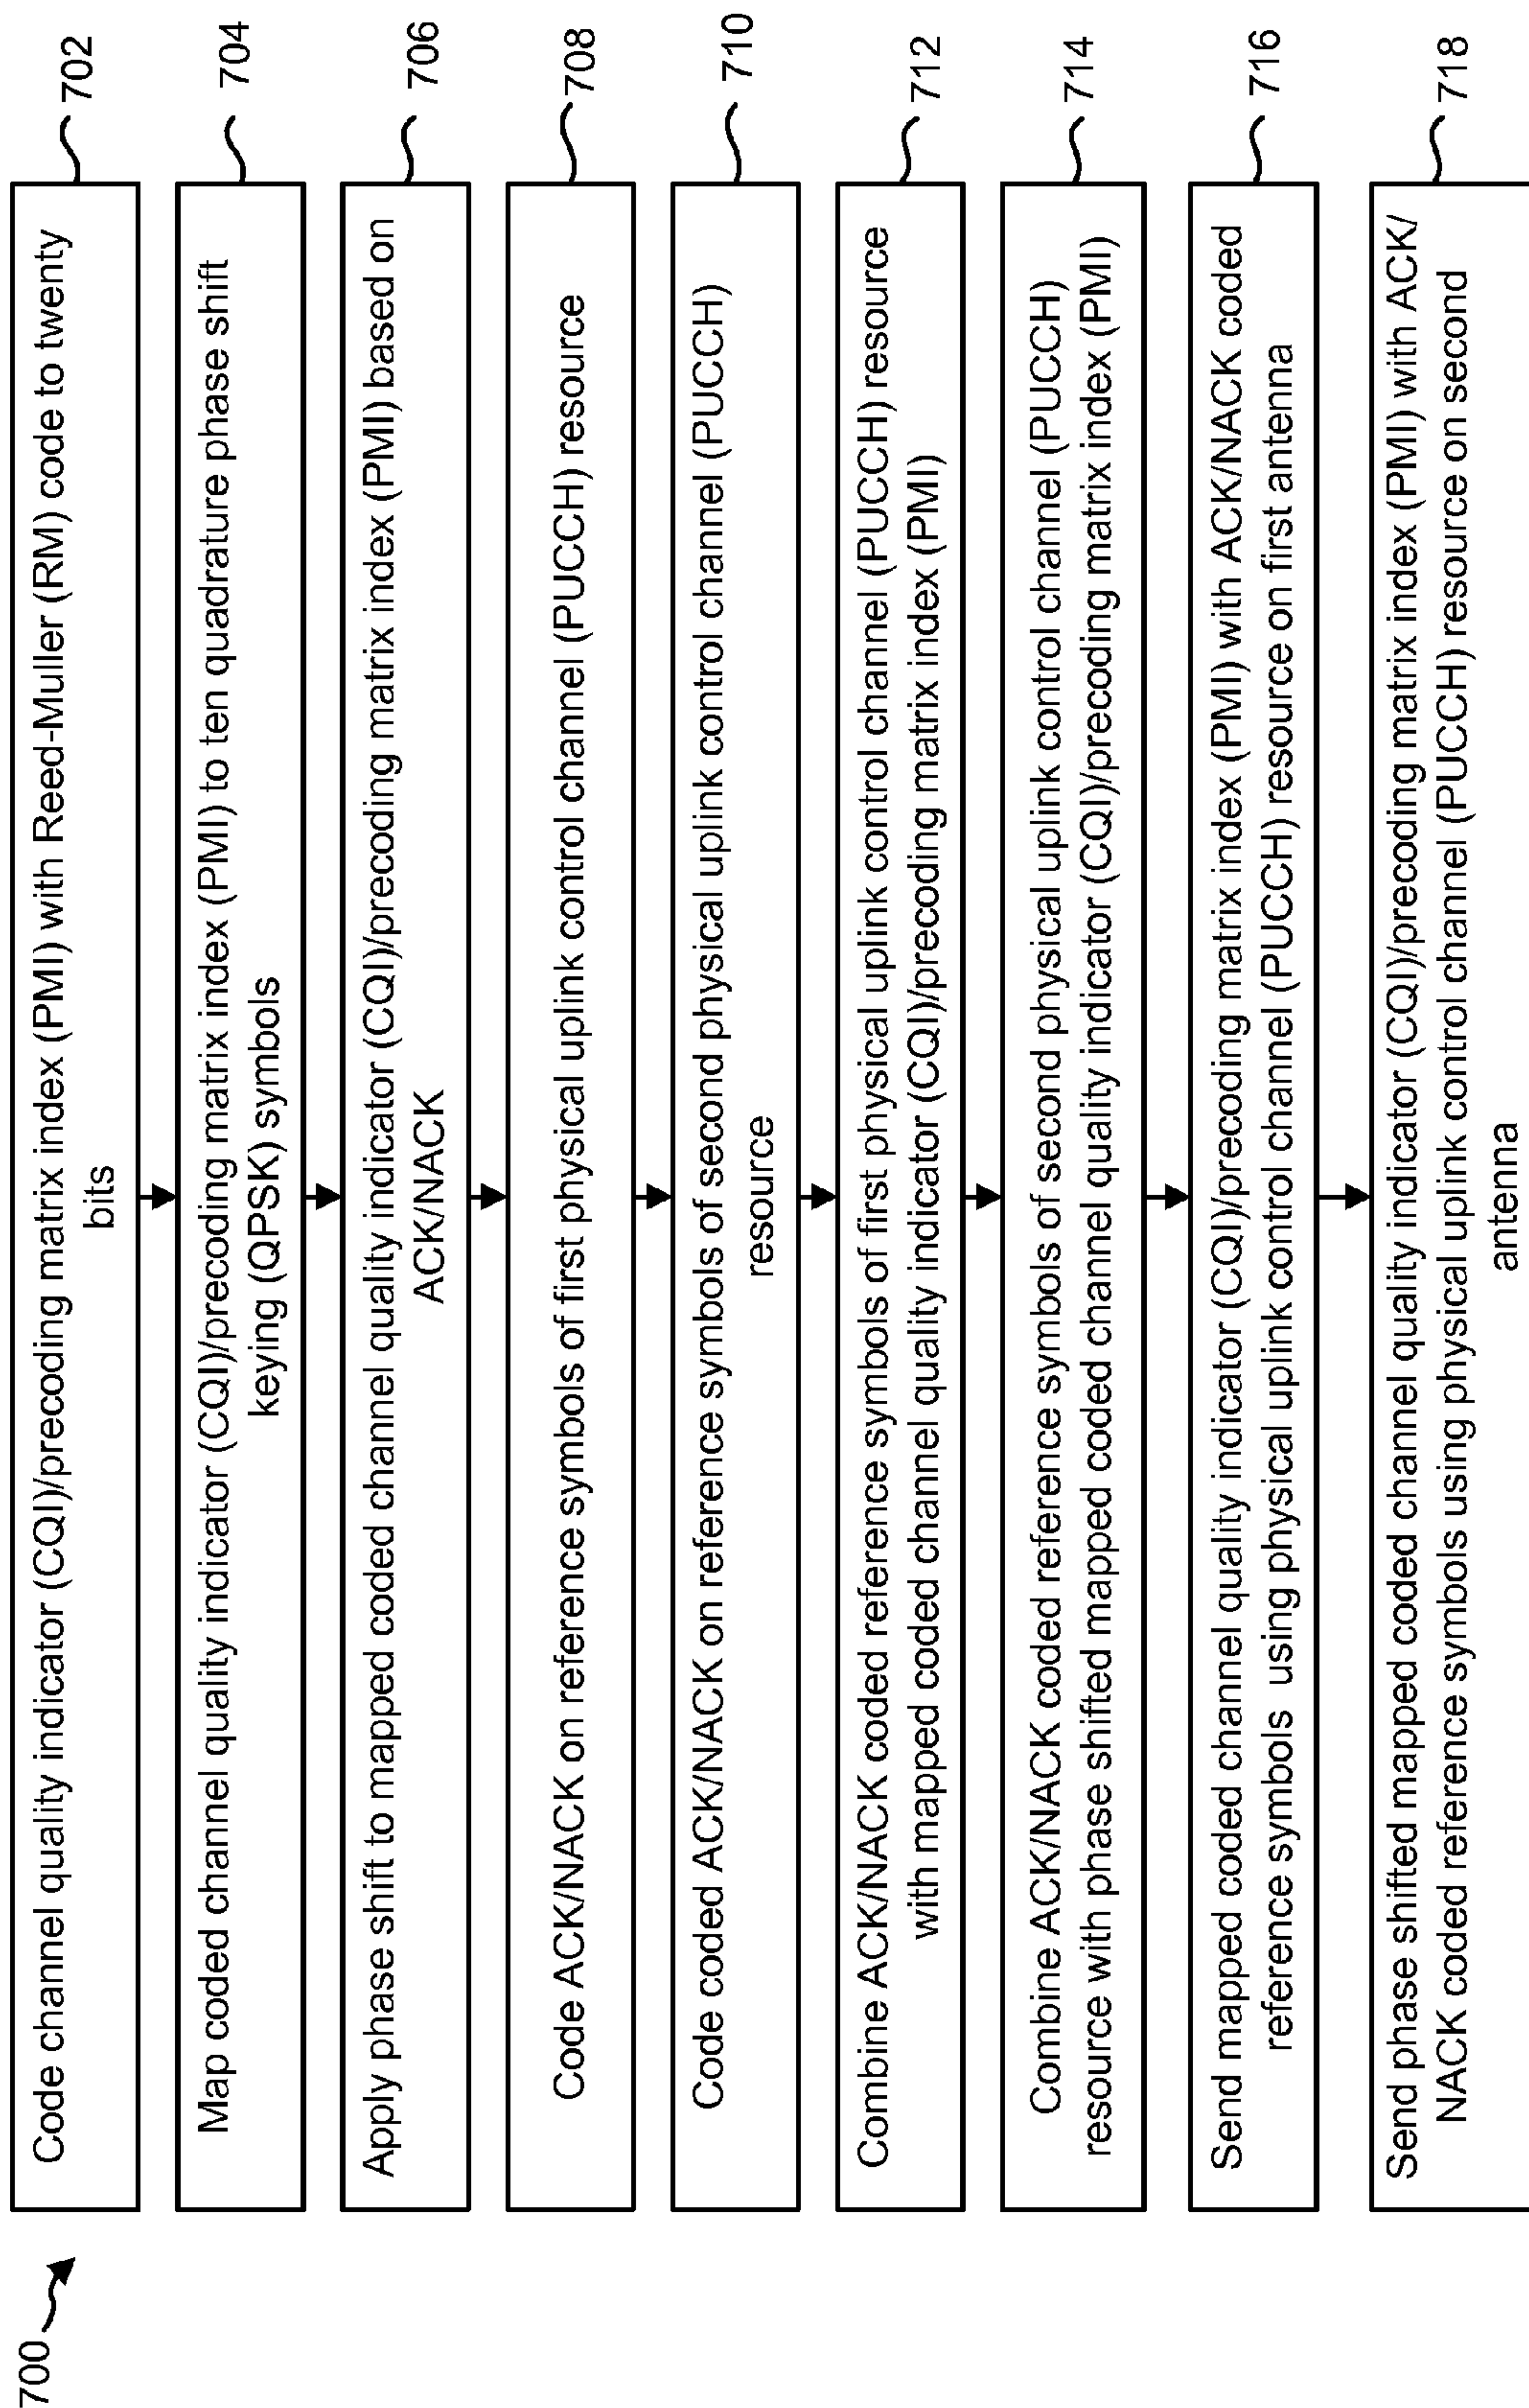 700
Code channel quality indicator (CQI)/precoding matrix index (PMI) with Reed-Muller (RM) code to twenty
bits
702
Map coded channel quality indicator (CQI)/precoding matrix index (PMI) to ten quadrature phase shift
keying (QPSK) symbols
704
Apply phase shift to mapped coded channel quality indicator (CQI)/precoding matrix index (PMI) based on
ACK/NACK
706
Code ACK/NACK on reference symbols of first physical uplink control channel (PUCCH) resource
708
Code coded ACK/NACK on reference symbols of second physical uplink control channel (PUCCH)
resource
710
Combine ACK/NACK coded reference symbols of first physical uplink control channel (PUCCH) resource
with mapped coded channel quality indicator (CQI)/precoding matrix index (PMI)
712
Combine ACK/NACK coded reference symbols of second physical uplink control channel (PUCCH)
resource with phase shifted mapped coded channel quality indicator (CQI)/precoding matrix index (PMI)
714
Send mapped coded channel quality indicator (CQI)/precoding matrix index (PMI) with ACK/NACK coded
reference symbols using physical uplink control channel (PUCCH) resource on first antenna
716
Send phase shifted mapped coded channel quality indicator (CQI)/precoding matrix index (PMI) with ACK/
NACK coded reference symbols using physical uplink control channel (PUCCH) resource on second
antenna
718